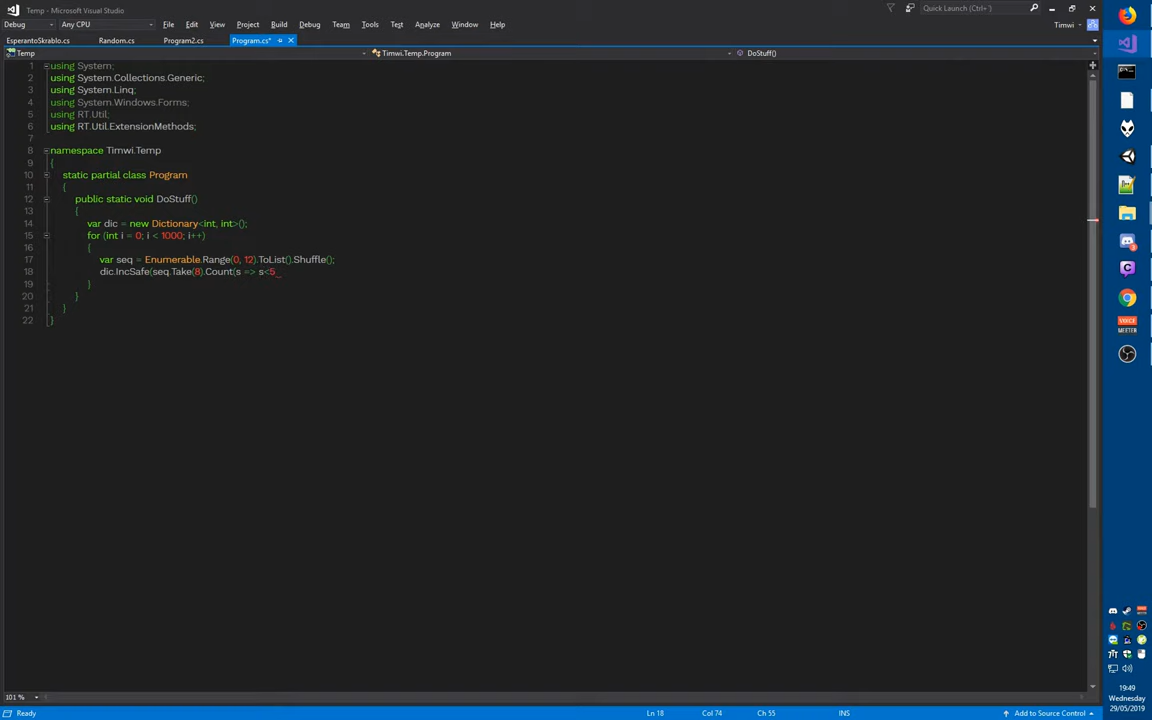 Temp - Microsoft Visual Studio
Quick Launch (Ctrl+')
Debug Any CPU File Edit View Project Build Debug Team Tools Test Analyze Window Help Timwi
EsperantoSkrablo.cs Random.cs Program2.cs Program.cs*
Temp Timwi.Temp.Program DoStuff()
1 using System;
2 using System.Collections.Generic;
3 using System.Linq;
4 using System.Windows.Forms;
5 using RT.Util;
6 using RT.Util.ExtensionMethods;
7
8 namespace Timwi.Temp
9 {
10 static partial class Program
11 {
12 public static void DoStuff()
13 {
14 var dic = new Dictionary<int, int>();
15 for (int i = 0; i < 1000; i++)
16 {
17 var seq = Enumerable.Range(0, 12).ToList().Shuffle();
18 dic.IncSafe(seq.Take(8).Count(s => s<5
19 }
20 }
21 }
22 }
101 %
Ready Ln 18 Col 74 Ch 55 INS Add to Source Control
VOICE
MEETER
19:49
Wednesday
29/05/2019